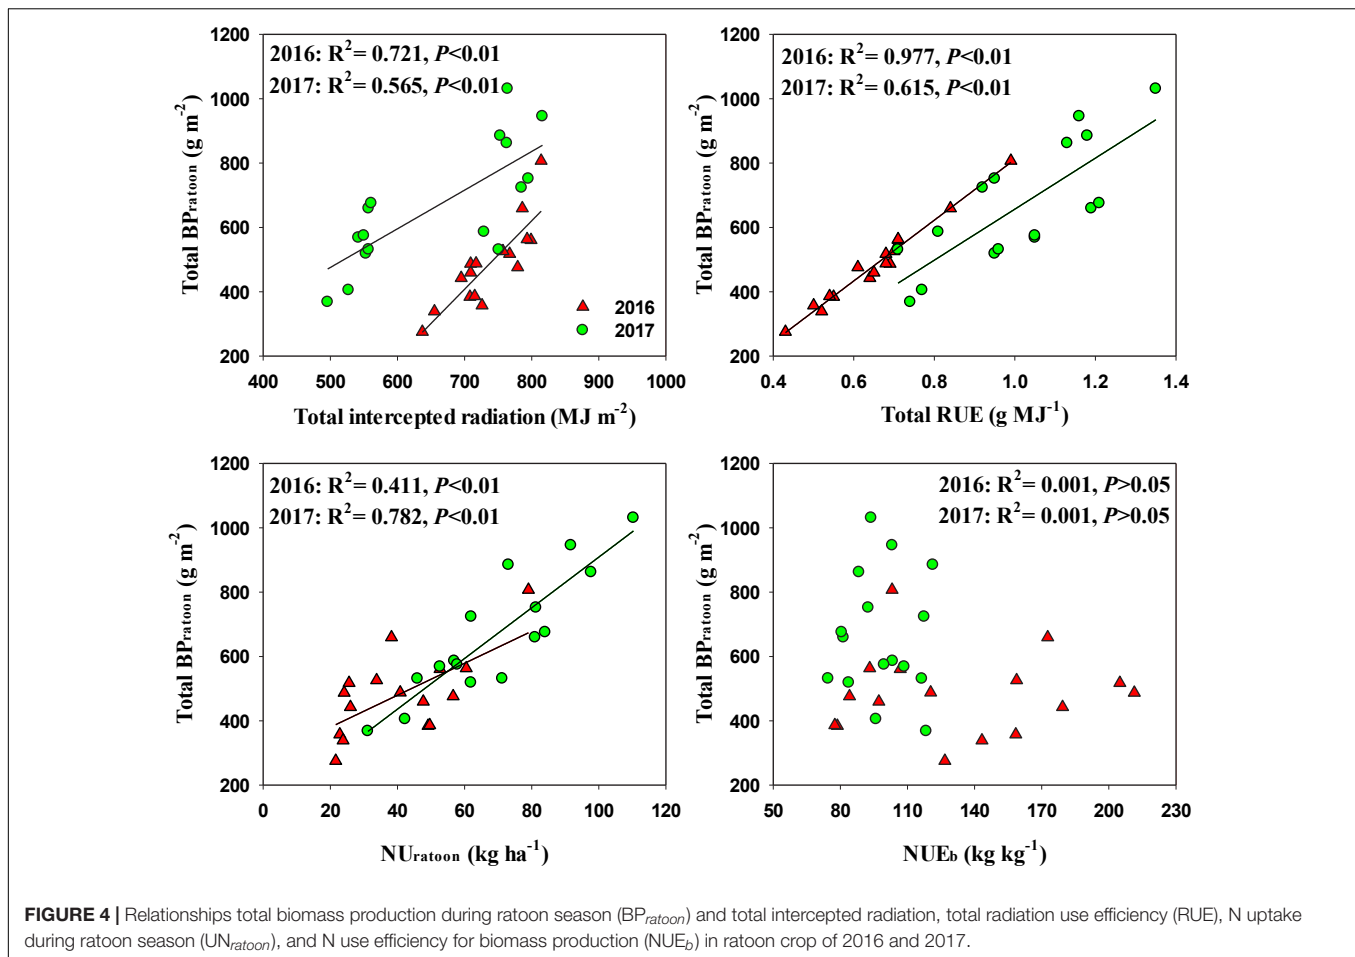 1200
1000
800
600
400
200
Total BPratoon (g m-2)
2016: R2= 0.721, P<0.01
2017: R2= 0.565, P<0.01
2016
2017
400 500 600 700 800 900 1000
Total intercepted radiation (MJ m-2)
1200
1000
800
600
400
200
Total BPratoon (g m-2)
2016: R2= 0.977, P<0.01
2017: R2= 0.615, P<0.01
0.4 0.6 0.8 1.0 1.2 1.4
Total RUE (g MJ-1)
1200
1000
800
600
400
200
Total BPratoon (g m-2)
2016: R2= 0.411, P<0.01
2017: R2= 0.782, P<0.01
0 20 40 60 80 100 120
NUratoon (kg ha-1)
1200
1000
800
600
400
200
Total BPratoon (g m-2)
2016: R2= 0.001, P>0.05
2017: R2= 0.001, P>0.05
50 80 110 140 170 200 230
NUEb (kg kg-1)
FIGURE 4 | Relationships total biomass production during ratoon season (BPratoon) and total intercepted radiation, total radiation use efficiency (RUE), N uptake
during ratoon season (UNratoon), and N use efficiency for biomass production (NUEb) in ratoon crop of 2016 and 2017.